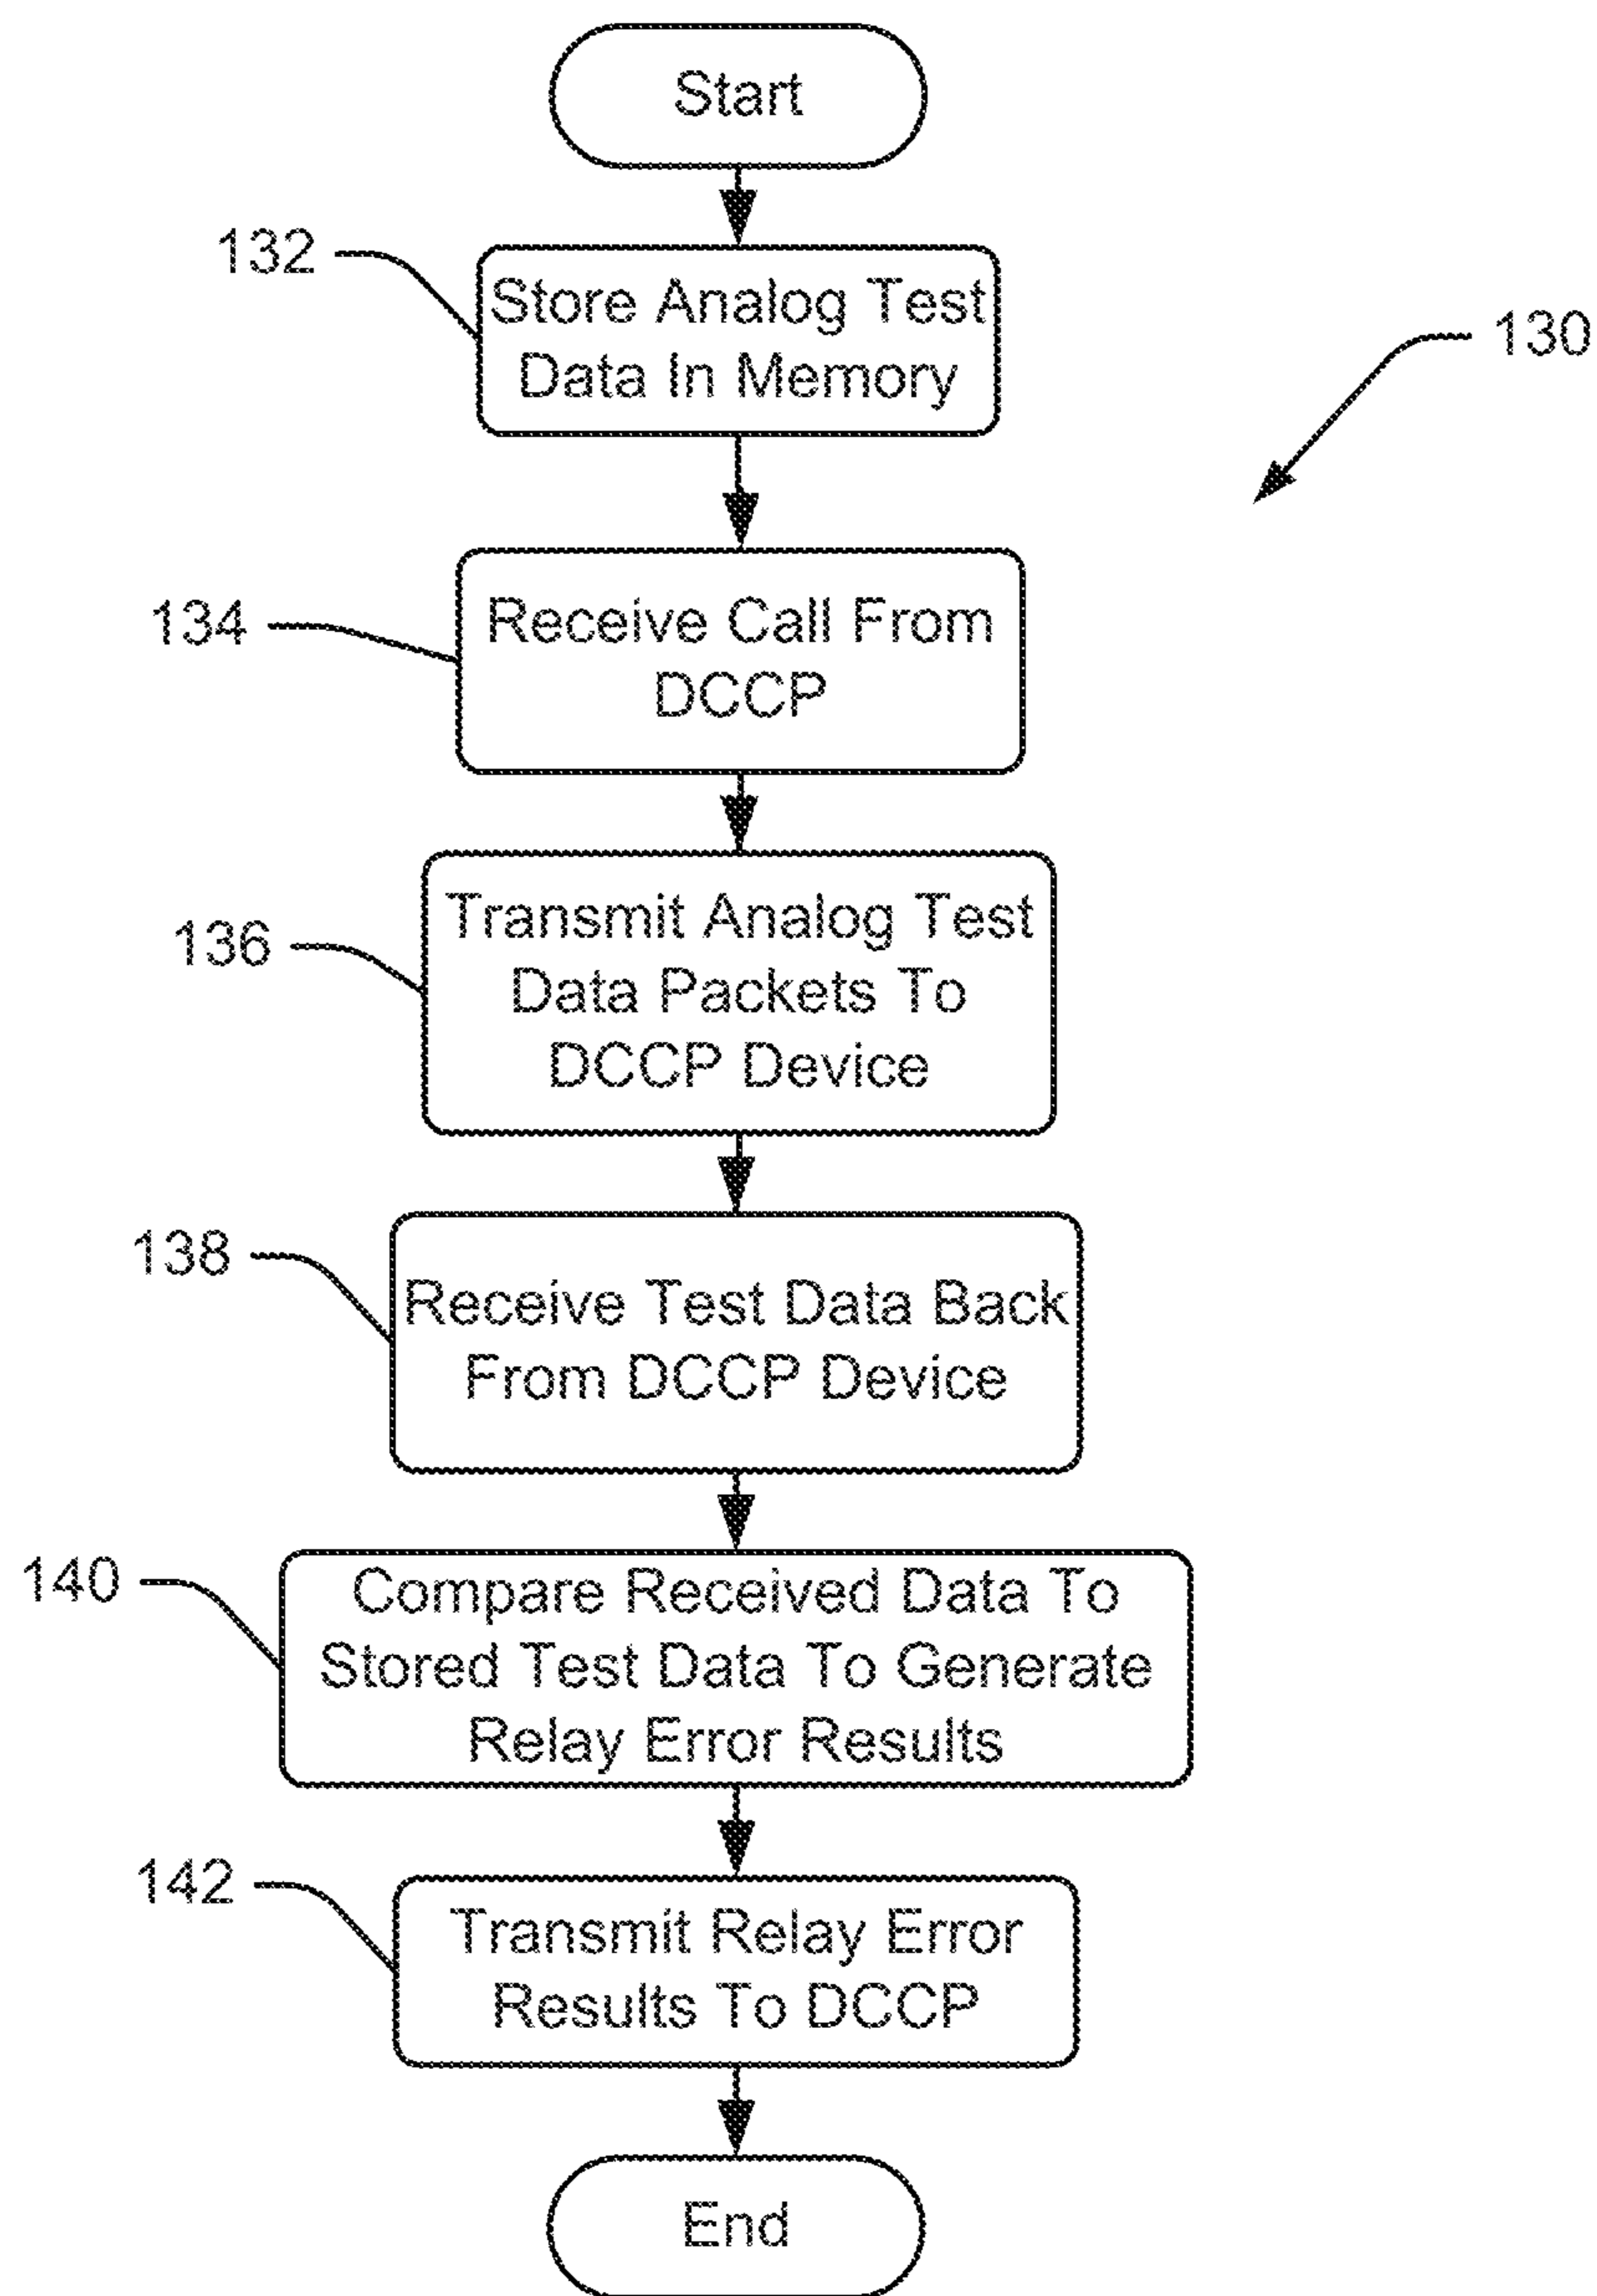 Start
132
Store Analog Test
Data In Memory
130
134
Receive Call From
DCCP
136
Transmit Analog Test
Data Packets To
DCCP Device
138
Receive Test Data Back
From DCCP Device
140
Compare Received Data To
Stored Test Data To Generate
Relay Error Results
142
Transmit Relay Error
Results To DCCP
End